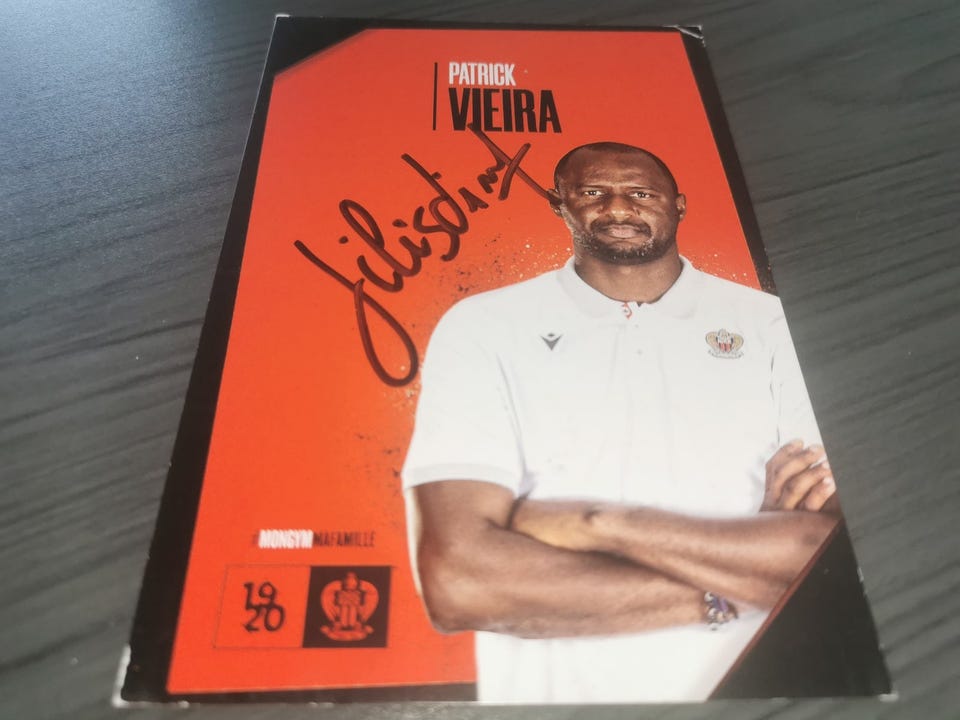 PATRICK
VIEIRA
#MONGYMMAFAMILLE
19
20